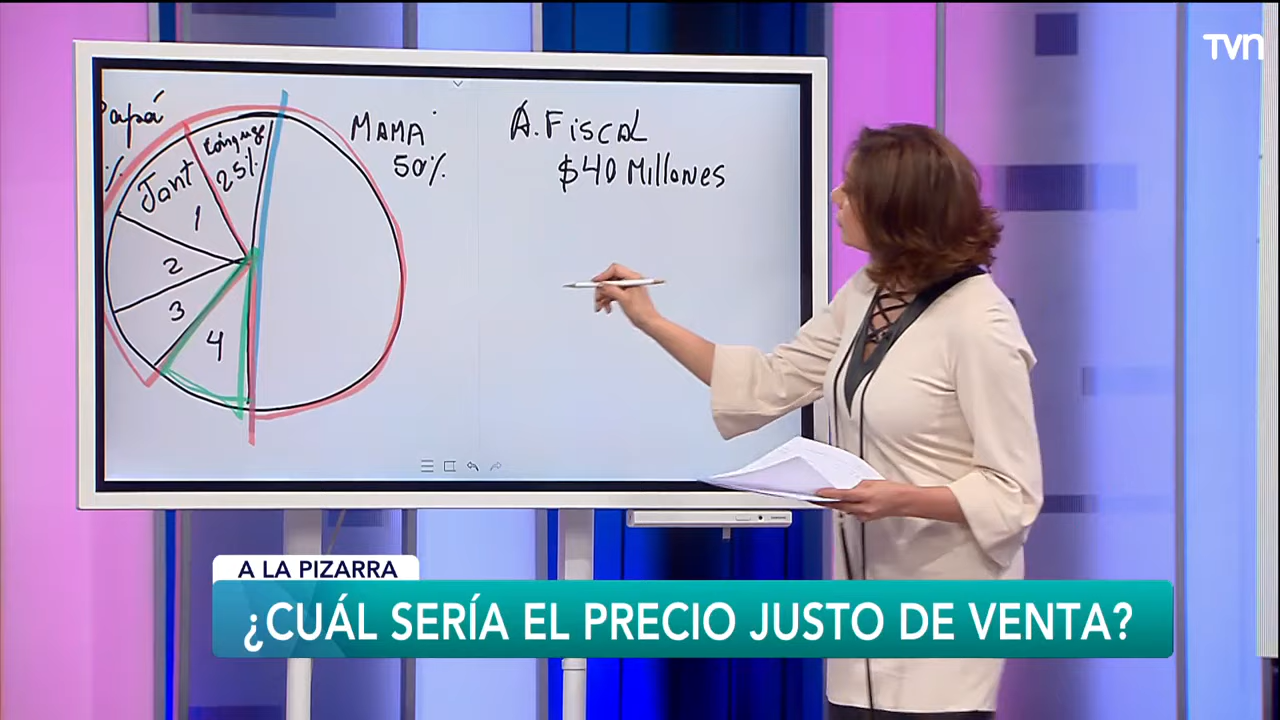 TVN
Papá
%
Cónyuge
25%
MAMA
50%
A. FiscAL
$40 Millones
1
2
3
4
A LA PIZARRA
¿CUÁL SERÍA EL PRECIO JUSTO DE VENTA?